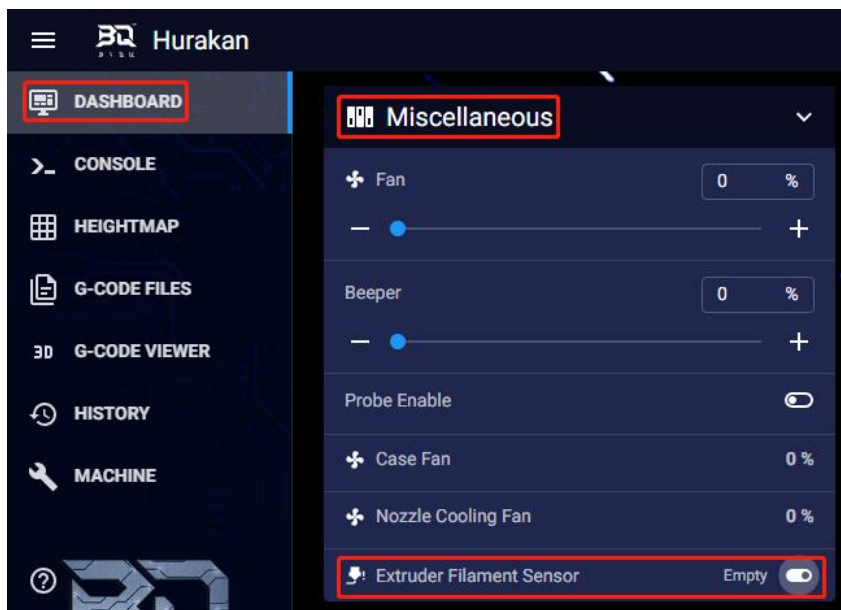 BQ Hurakan
DASHBOARD
CONSOLE
HEIGHTMAP
G-CODE FILES
3D G-CODE VIEWER
HISTORY
MACHINE
Miscellaneous
Fan 0 %
Beeper 0 %
Probe Enable
Case Fan 0 %
Nozzle Cooling Fan 0 %
Extruder Filament Sensor Empty